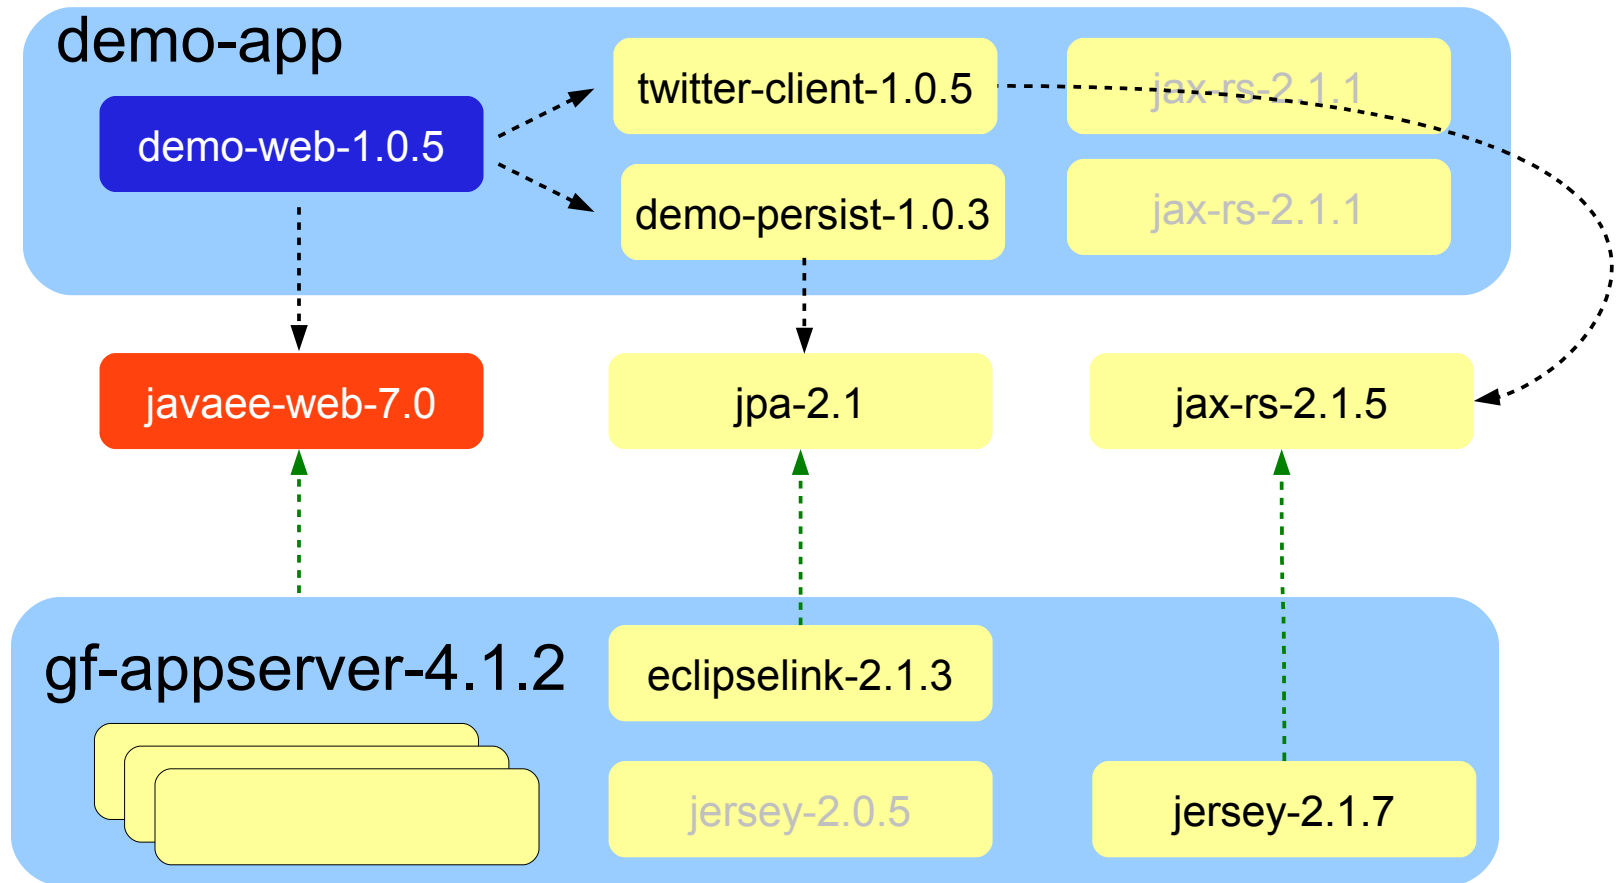 demo-app
twitter-client-1.0.5
jax-rs-2.1.1
demo-web-1.0.5
demo-persist-1.0.3
jax-rs-2.1.1
javaee-web-7.0
jpa-2.1
jax-rs-2.1.5
gf-appserver-4.1.2
eclipselink-2.1.3
jersey-2.0.5
jersey-2.1.7